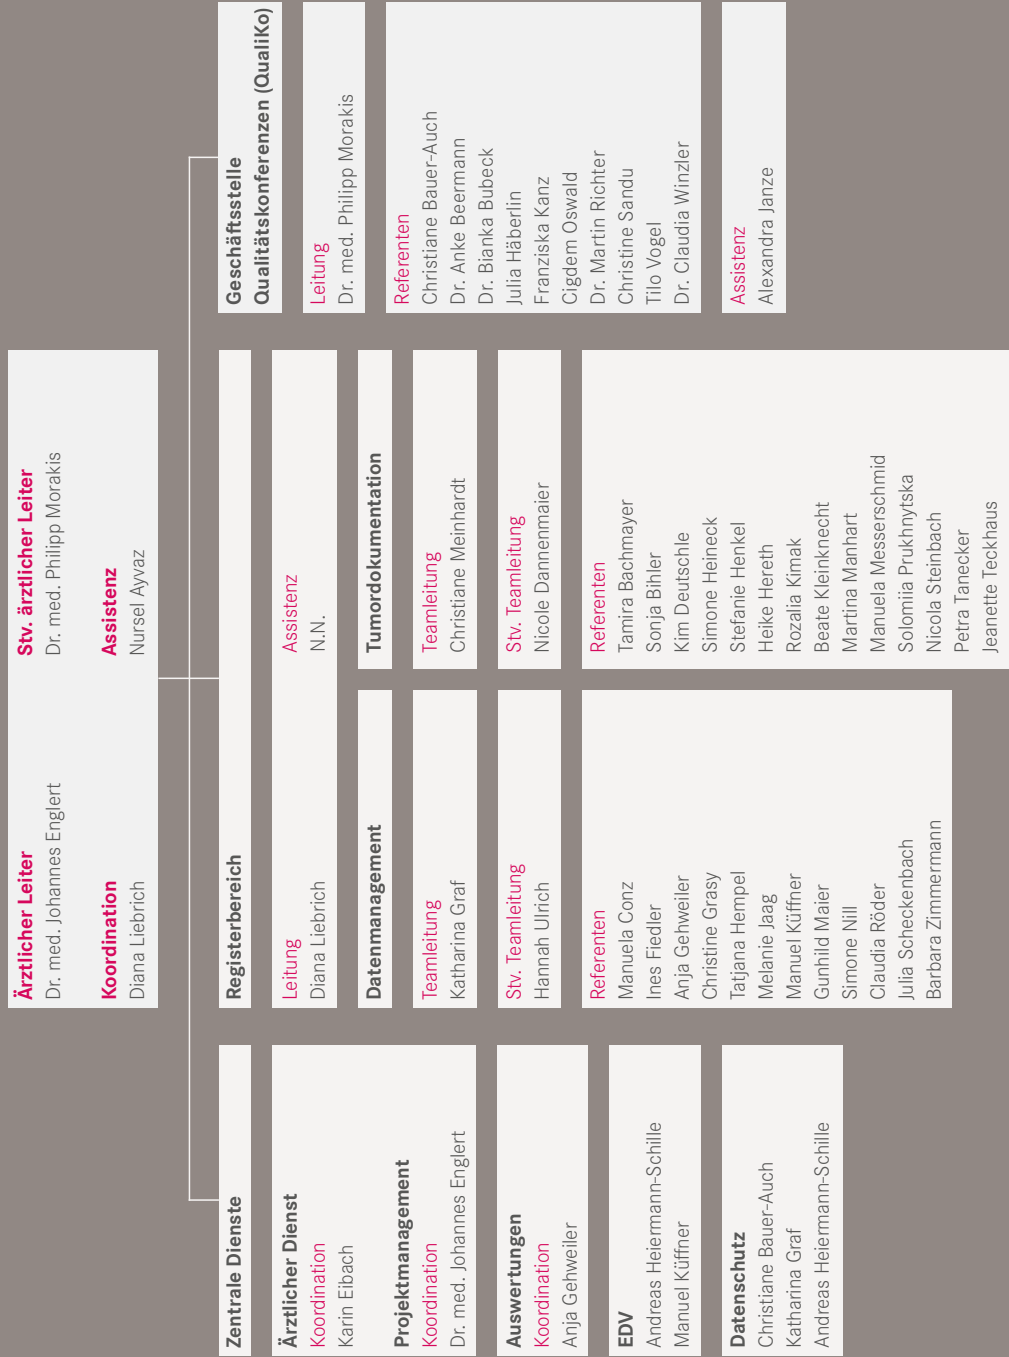 Ärztlicher Leiter
Dr. med. Johannes Englert
Stv. ärztlicher Leiter
Dr. med. Philipp Morakis
Koordination
Diana Liebrich
Assistenz
Nursel Ayvaz
Zentrale Dienste
Ärztlicher Dienst
Koordination
Karin Eibach
Projektmanagement
Koordination
Dr. med. Johannes Englert
Auswertungen
Koordination
Anja Gehweiler
EDV
Andreas Heiermann-Schille
Manuel Küffner
Datenschutz
Christiane Bauer-Auch
Katharina Graf
Andreas Heiermann-Schille
Registerbereich
Leitung
Diana Liebrich
Assistenz
N.N.
Datenmanagement
Teamleitung
Katharina Graf
Stv. Teamleitung
Hannah Ulrich
Referenten
Manuela Conz
Ines Fiedler
Anja Gehweiler
Christine Grasy
Tatjana Hempel
Melanie Jaag
Manuel Küffner
Gunhild Maier
Simone Nill
Claudia Röder
Julia Scheckenbach
Barbara Zimmermann
Tumordokumentation
Teamleitung
Christiane Meinhardt
Stv. Teamleitung
Nicole Dannenmaier
Referenten
Tamira Bachmayer
Sonja Bihler
Kim Deutschle
Simone Heineck
Stefanie Henkel
Heike Hereth
Rozalia Kimak
Beate Kleinknecht
Martina Manhart
Manuela Messerschmid
Solomiia Prukhnytska
Nicola Steinbach
Petra Tanecker
Jeanette Teckhaus
Geschäftsstelle
Qualitätskonferenzen (QualiKo)
Leitung
Dr. med. Philipp Morakis
Referenten
Christiane Bauer-Auch
Dr. Anke Beermann
Dr. Bianka Bubeck
Julia Häberlin
Franziska Kanz
Cigdem Oswald
Dr. Martin Richter
Christine Sandu
Tilo Vogel
Dr. Claudia Winzler
Assistenz
Alexandra Janze